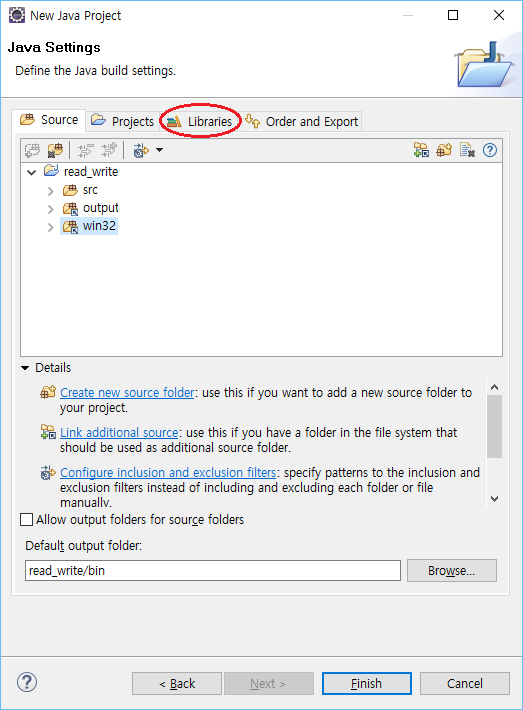 New Java Project
Java Settings
Define the Java build settings.
Source Projects Libraries Order and Export
read_write
src
output
win32
Details
Create new source folder: use this if you want to add a new source folder to
your project.
Link additional source: use this if you have a folder in the file system that
should be used as additional source folder.
Configure inclusion and exclusion filters: specify patterns to the inclusion and
exclusion filters instead of including and excluding each folder or file
manually.
Allow output folders for source folders
Default output folder:
read_write/bin Browse...
< Back Next > Finish Cancel